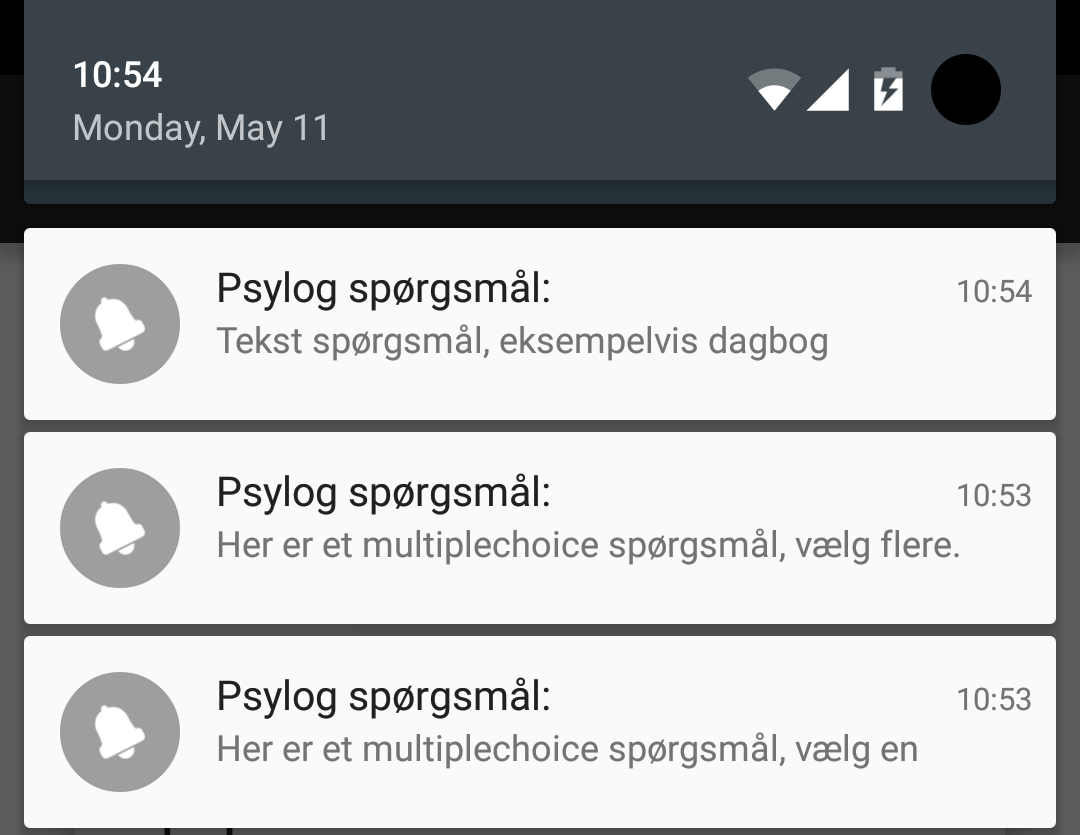 10:54
Monday, May 11
Psylog spørgsmål:
10:54
Tekst spørgsmål, eksempelvis dagbog
Psylog spørgsmål:
10:53
Her er et multiplechoice spørgsmål, vælg flere.
Psylog spørgsmål:
10:53
Her er et multiplechoice spørgsmål, vælg en